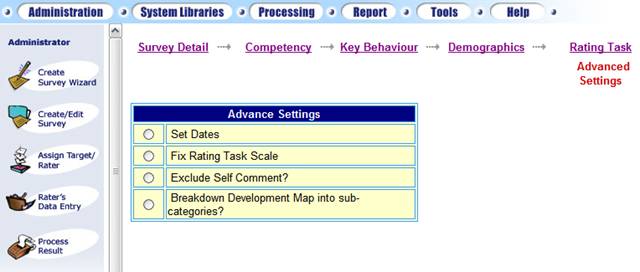 Administration System Libraries Processing Report Tools Help
Administrator
Create
Survey Wizard
Create/Edit
Survey
Assign Target/
Rater
Rater's
Data Entry
Process
Result
Survey Detail Competency Key Behaviour Demographics Rating Task
Advanced
Settings
Advance Settings
Set Dates
Fix Rating Task Scale
Exclude Self Comment?
Breakdown Development Map into sub-
categories?